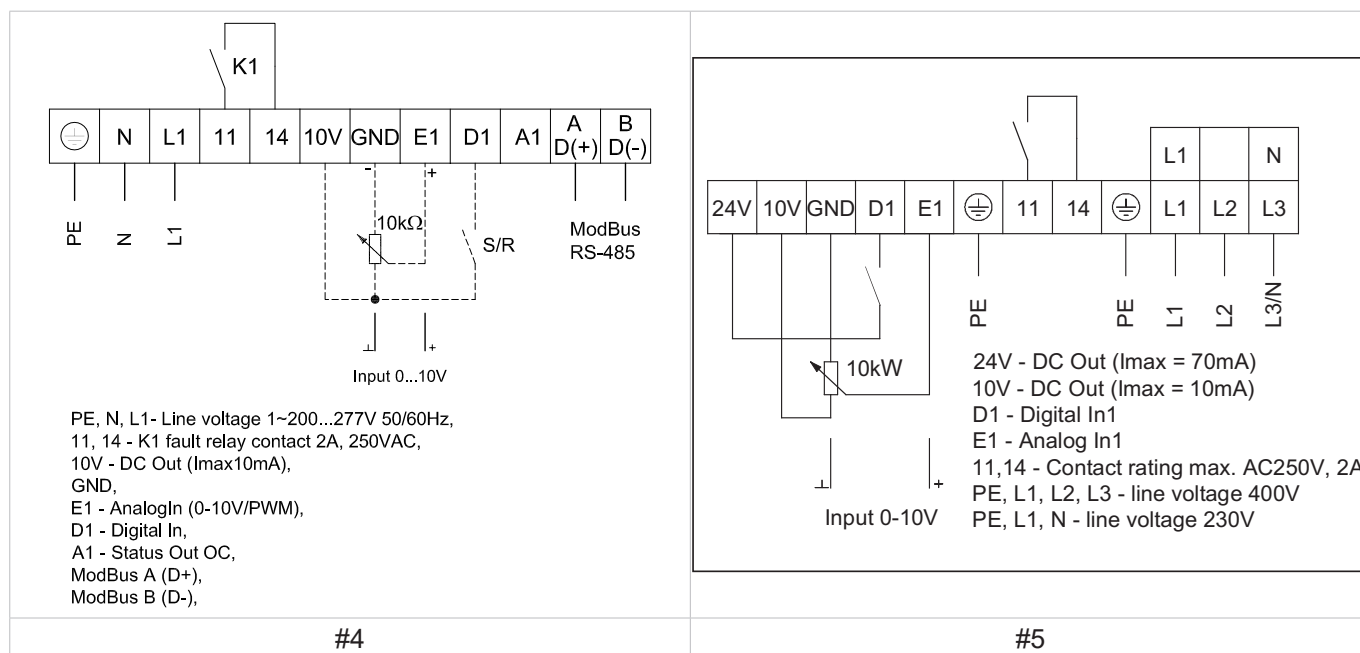 K1
N L1 11 14 10V GND E1 D1 A1 A D(+) B D(-)
- +
PE N L1
10kΩ
S/R
ModBus
RS-485
⊥ +
Input 0...10V
PE, N, L1- Line voltage 1~200...277V 50/60Hz,
11, 14 - K1 fault relay contact 2A, 250VAC,
10V - DC Out (Imax10mA),
GND,
E1 - AnalogIn (0-10V/PWM),
D1 - Digital In,
A1 - Status Out OC,
ModBus A (D+),
ModBus B (D-),
#4
L1 N
24V 10V GND D1 E1 11 14 L1 L2 L3
PE PE L1 L2 L3/N
10kW
⊥ +
Input 0-10V
24V - DC Out (Imax = 70mA)
10V - DC Out (Imax = 10mA)
D1 - Digital In1
E1 - Analog In1
11,14 - Contact rating max. AC250V, 2A
PE, L1, L2, L3 - line voltage 400V
PE, L1, N - line voltage 230V
#5